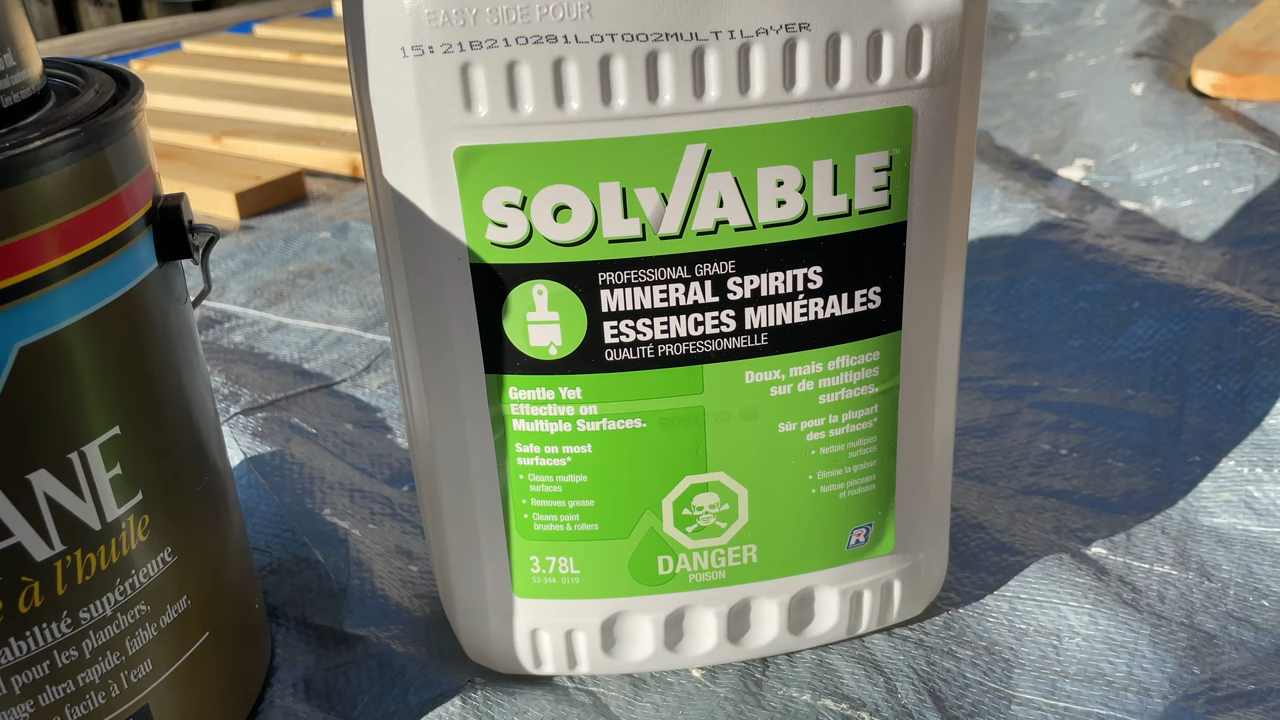 EASY SIDE POUR
15:21B210281LOT002MULTILAYER
SOLVABLE™
PROFESSIONAL GRADE
MINERAL SPIRITS
ESSENCES MINÉRALES
QUALITÉ PROFESSIONNELLE
Gentle Yet
Effective on
Multiple Surfaces.
Safe on most
surfaces*
• Cleans multiple
surfaces
• Removes grease
• Cleans paint
brushes & rollers
3.78L
53-344 0119
Doux, mais efficace
sur de multiples
surfaces.
Sûr pour la plupart
des surfaces*
• Nettoie multiples
surfaces
• Élimine la graisse
• Nettoie pinceaux
et rouleaux
DANGER
POISON
R
ANE
à l'huile
abilité supérieure
pour les planchers,
nage ultra rapide, faible odeur,
facile à l'eau